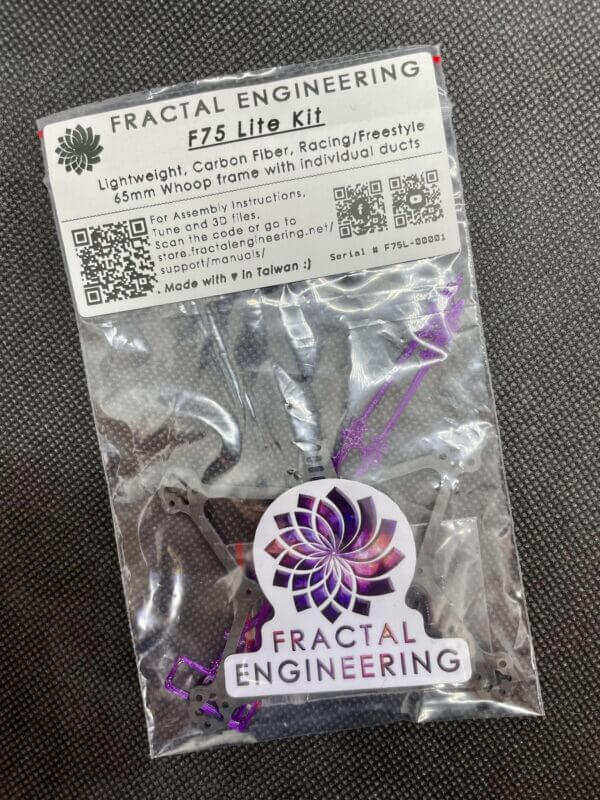 FRACTAL ENGINEERING
F75 Lite Kit
Lightweight, Carbon Fiber, Racing/Freestyle
65mm Whoop frame with individual ducts
For Assembly Instructions,
Tune and 3D files.
Scan the code or go to
store.fractalengineering.net/
support/manuals/
Made with ♥ in Taiwan :)
Serial # F75L-00001
FRACTAL
ENGINEERING